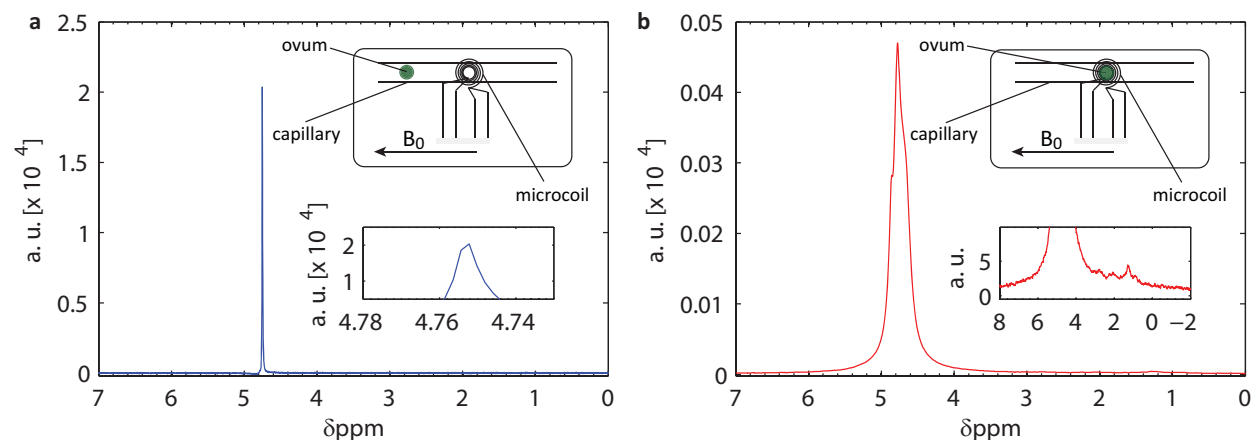 a
2.5
2
1.5
1
0.5
0
a. u. [x 10 4]
7 6 5 4 3 2 1 0
δppm
ovum
capillary
B0
microcoil
a. u. [x 10 4]
2
1
4.78 4.76 4.74
b
0.05
0.04
0.03
0.02
0.01
0
a. u. [x 10 4]
7 6 5 4 3 2 1 0
δppm
ovum
capillary
B0
microcoil
a. u.
5
0
8 6 4 2 0 −2